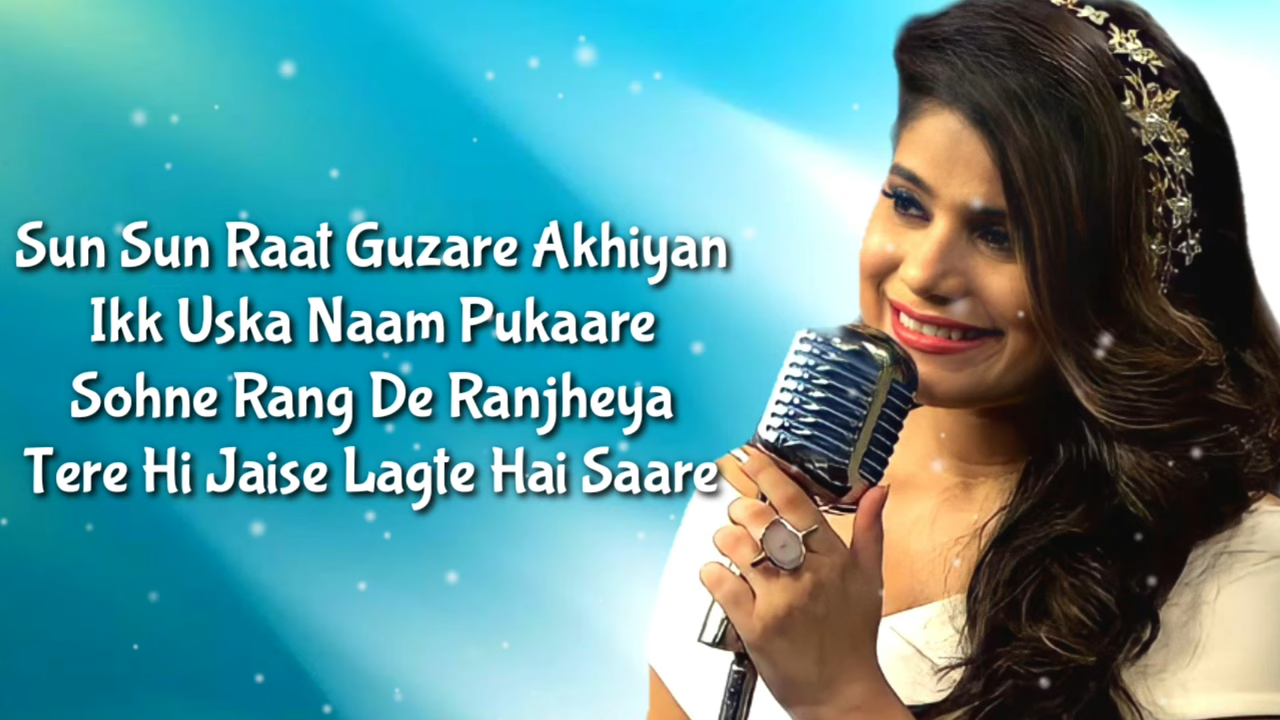 Sun Sun Raat Guzare Akhiyan
Ikk Uska Naam Pukaare
Sohne Rang De Ranjheya
Tere Hi Jaise Lagte Hai Saare